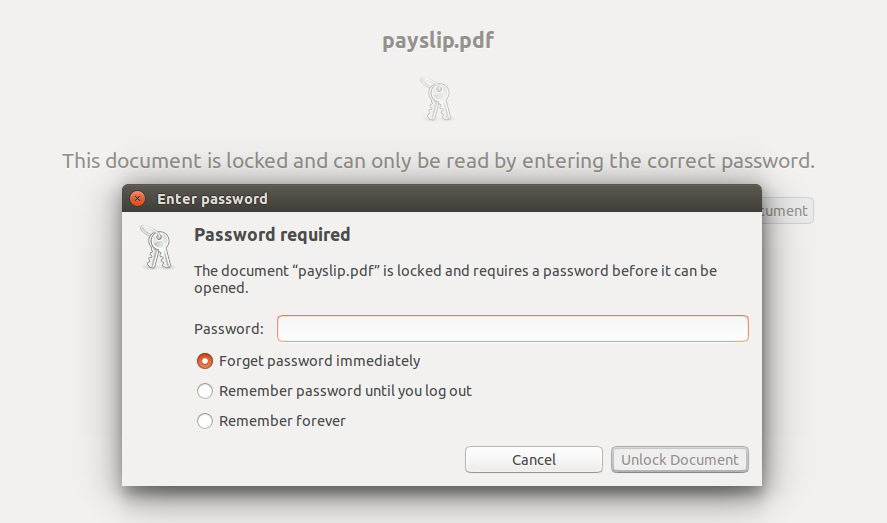 payslip.pdf
This document is locked and can only be read by entering the correct password.
Enter password
Password required
The document “payslip.pdf” is locked and requires a password before it can be
opened.
Password:
Forget password immediately
Remember password until you log out
Remember forever
Cancel
Unlock Document